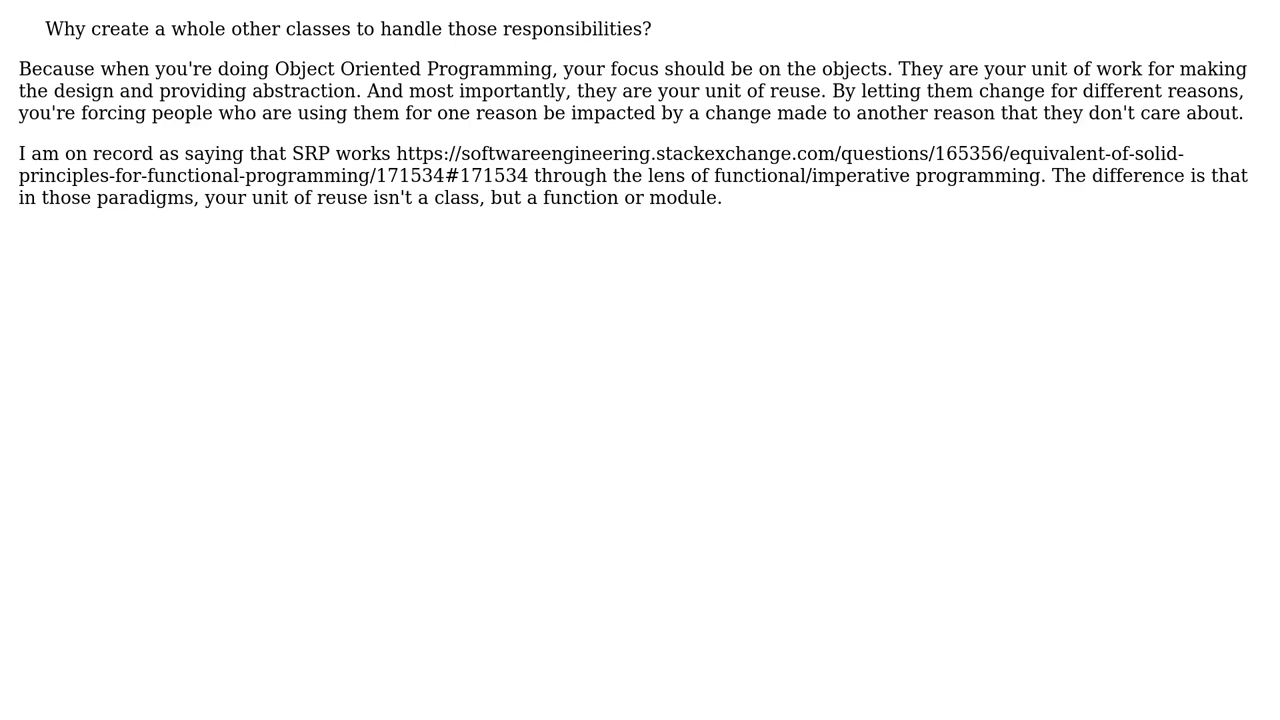 Why create a whole other classes to handle those responsibilities?
Because when you're doing Object Oriented Programming, your focus should be on the objects. They are your unit of work for making
the design and providing abstraction. And most importantly, they are your unit of reuse. By letting them change for different reasons,
you're forcing people who are using them for one reason be impacted by a change made to another reason that they don't care about.
I am on record as saying that SRP works https://softwareengineering.stackexchange.com/questions/165356/equivalent-of-solid-
principles-for-functional-programming/171534#171534 through the lens of functional/imperative programming. The difference is that
in those paradigms, your unit of reuse isn't a class, but a function or module.